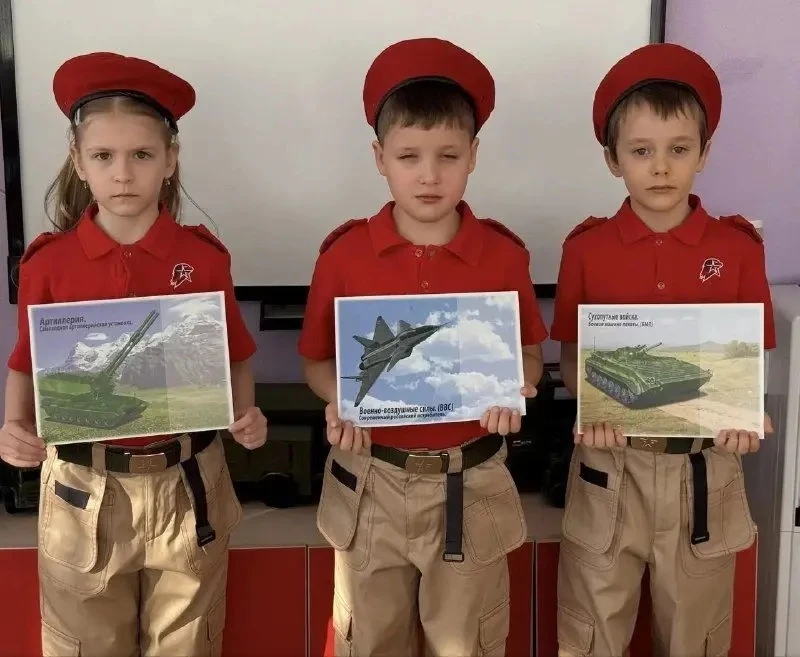 Артиллерия.
Самоходная Артиллерийская установка.
Военно-воздушные силы. (ВВС)
Современный российский истребитель.
Сухопутные войска.
Боевая машина пехоты. (БМП)